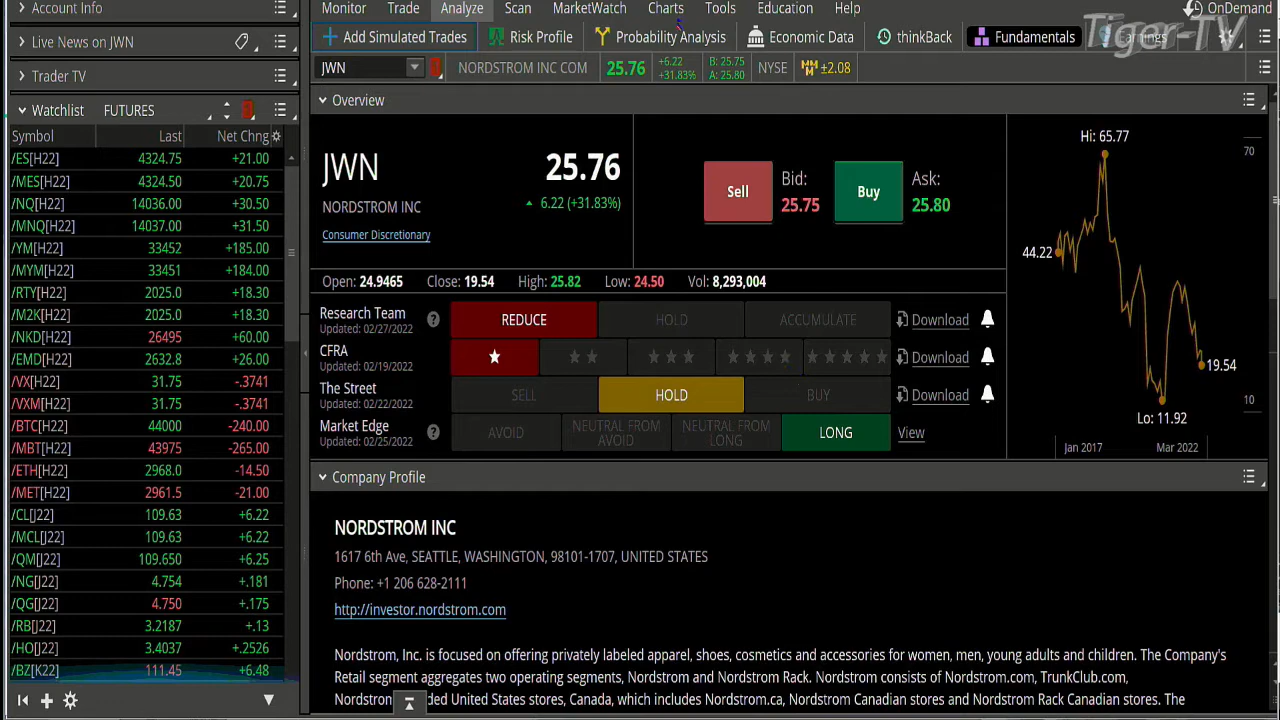 Account Info
Monitor Trade Analyze Scan MarketWatch Charts Tools Education Help OnDemand
Live News on JWN
Add Simulated Trades Risk Profile Probability Analysis Economic Data thinkBack Fundamentals Earnings
Tiger-TV
Trader TV
JWN NORDSTROM INC COM 25.76 +6.22 +31.83% B: 25.75 A: 25.80 NYSE ±2.08
Watchlist FUTURES
Symbol Last Net Chng
/ES[H22] 4324.75 +21.00
/MES[H22] 4324.50 +20.75
/NQ[H22] 14036.00 +30.50
/MNQ[H22] 14037.00 +31.50
/YM[H22] 33452 +185.00
/MYM[H22] 33451 +184.00
/RTY[H22] 2025.0 +18.30
/M2K[H22] 2025.0 +18.30
/NKD[H22] 26495 +60.00
/EMD[H22] 2632.8 +26.00
/VX[H22] 31.75 -.3741
/VXM[H22] 31.75 -.3741
/BTC[H22] 44000 -240.00
/MBT[H22] 43975 -265.00
/ETH[H22] 2968.0 -14.50
/MET[H22] 2961.5 -21.00
/CL[J22] 109.63 +6.22
/MCL[J22] 109.63 +6.22
/QM[J22] 109.650 +6.25
/NG[J22] 4.754 +.181
/QG[J22] 4.750 +.175
/RB[J22] 3.2187 +.13
/HO[J22] 3.4037 +.2526
/BZ[K22] 111.45 +6.48
Overview
JWN 25.76
NORDSTROM INC 6.22 (+31.83%)
Consumer Discretionary
Sell Bid: 25.75 Buy Ask: 25.80
Open: 24.9465 Close: 19.54 High: 25.82 Low: 24.50 Vol: 8,293,004
Hi: 65.77
70
44.22
19.54
10
Lo: 11.92
Jan 2017 Mar 2022
Research Team
Updated: 02/27/2022
REDUCE HOLD ACCUMULATE Download
CFRA
Updated: 02/19/2022
Download
The Street
Updated: 02/22/2022
SELL HOLD BUY Download
Market Edge
Updated: 02/25/2022
AVOID NEUTRAL FROM AVOID NEUTRAL FROM LONG LONG View
Company Profile
NORDSTROM INC
1617 6th Ave, SEATTLE, WASHINGTON, 98101-1707, UNITED STATES
Phone: +1 206 628-2111
http://investor.nordstrom.com
Nordstrom, Inc. is focused on offering privately labeled apparel, shoes, cosmetics and accessories for women, men, young adults and children. The Company's
Retail segment aggregates two operating segments, Nordstrom and Nordstrom Rack. Nordstrom consists of Nordstrom.com, TrunkClub.com,
Nordstrom ded United States stores, Canada, which includes Nordstrom.ca, Nordstrom Canadian stores and Nordstrom Rack Canadian stores. The